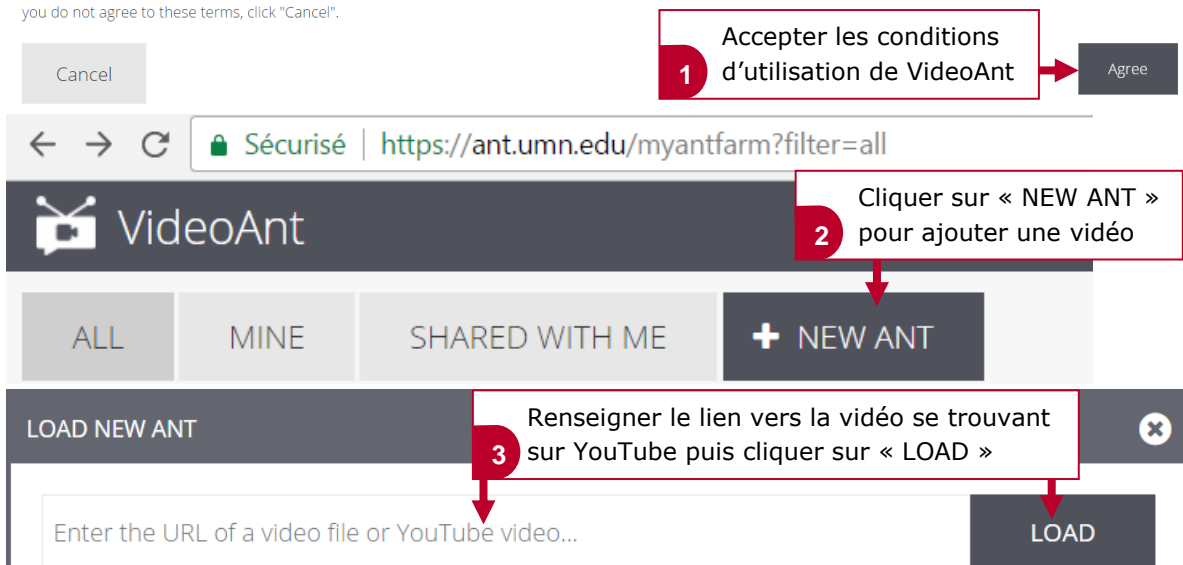 you do not agree to these terms, click "Cancel".
Cancel
1
Accepter les conditions
d’utilisation de VideoAnt
Agree
Sécurisé | https://ant.umn.edu/myantfarm?filter=all
VideoAnt
2
Cliquer sur « NEW ANT »
pour ajouter une vidéo
ALL MINE SHARED WITH ME + NEW ANT
LOAD NEW ANT
3
Renseigner le lien vers la vidéo se trouvant
sur YouTube puis cliquer sur « LOAD »
Enter the URL of a video file or YouTube video... LOAD